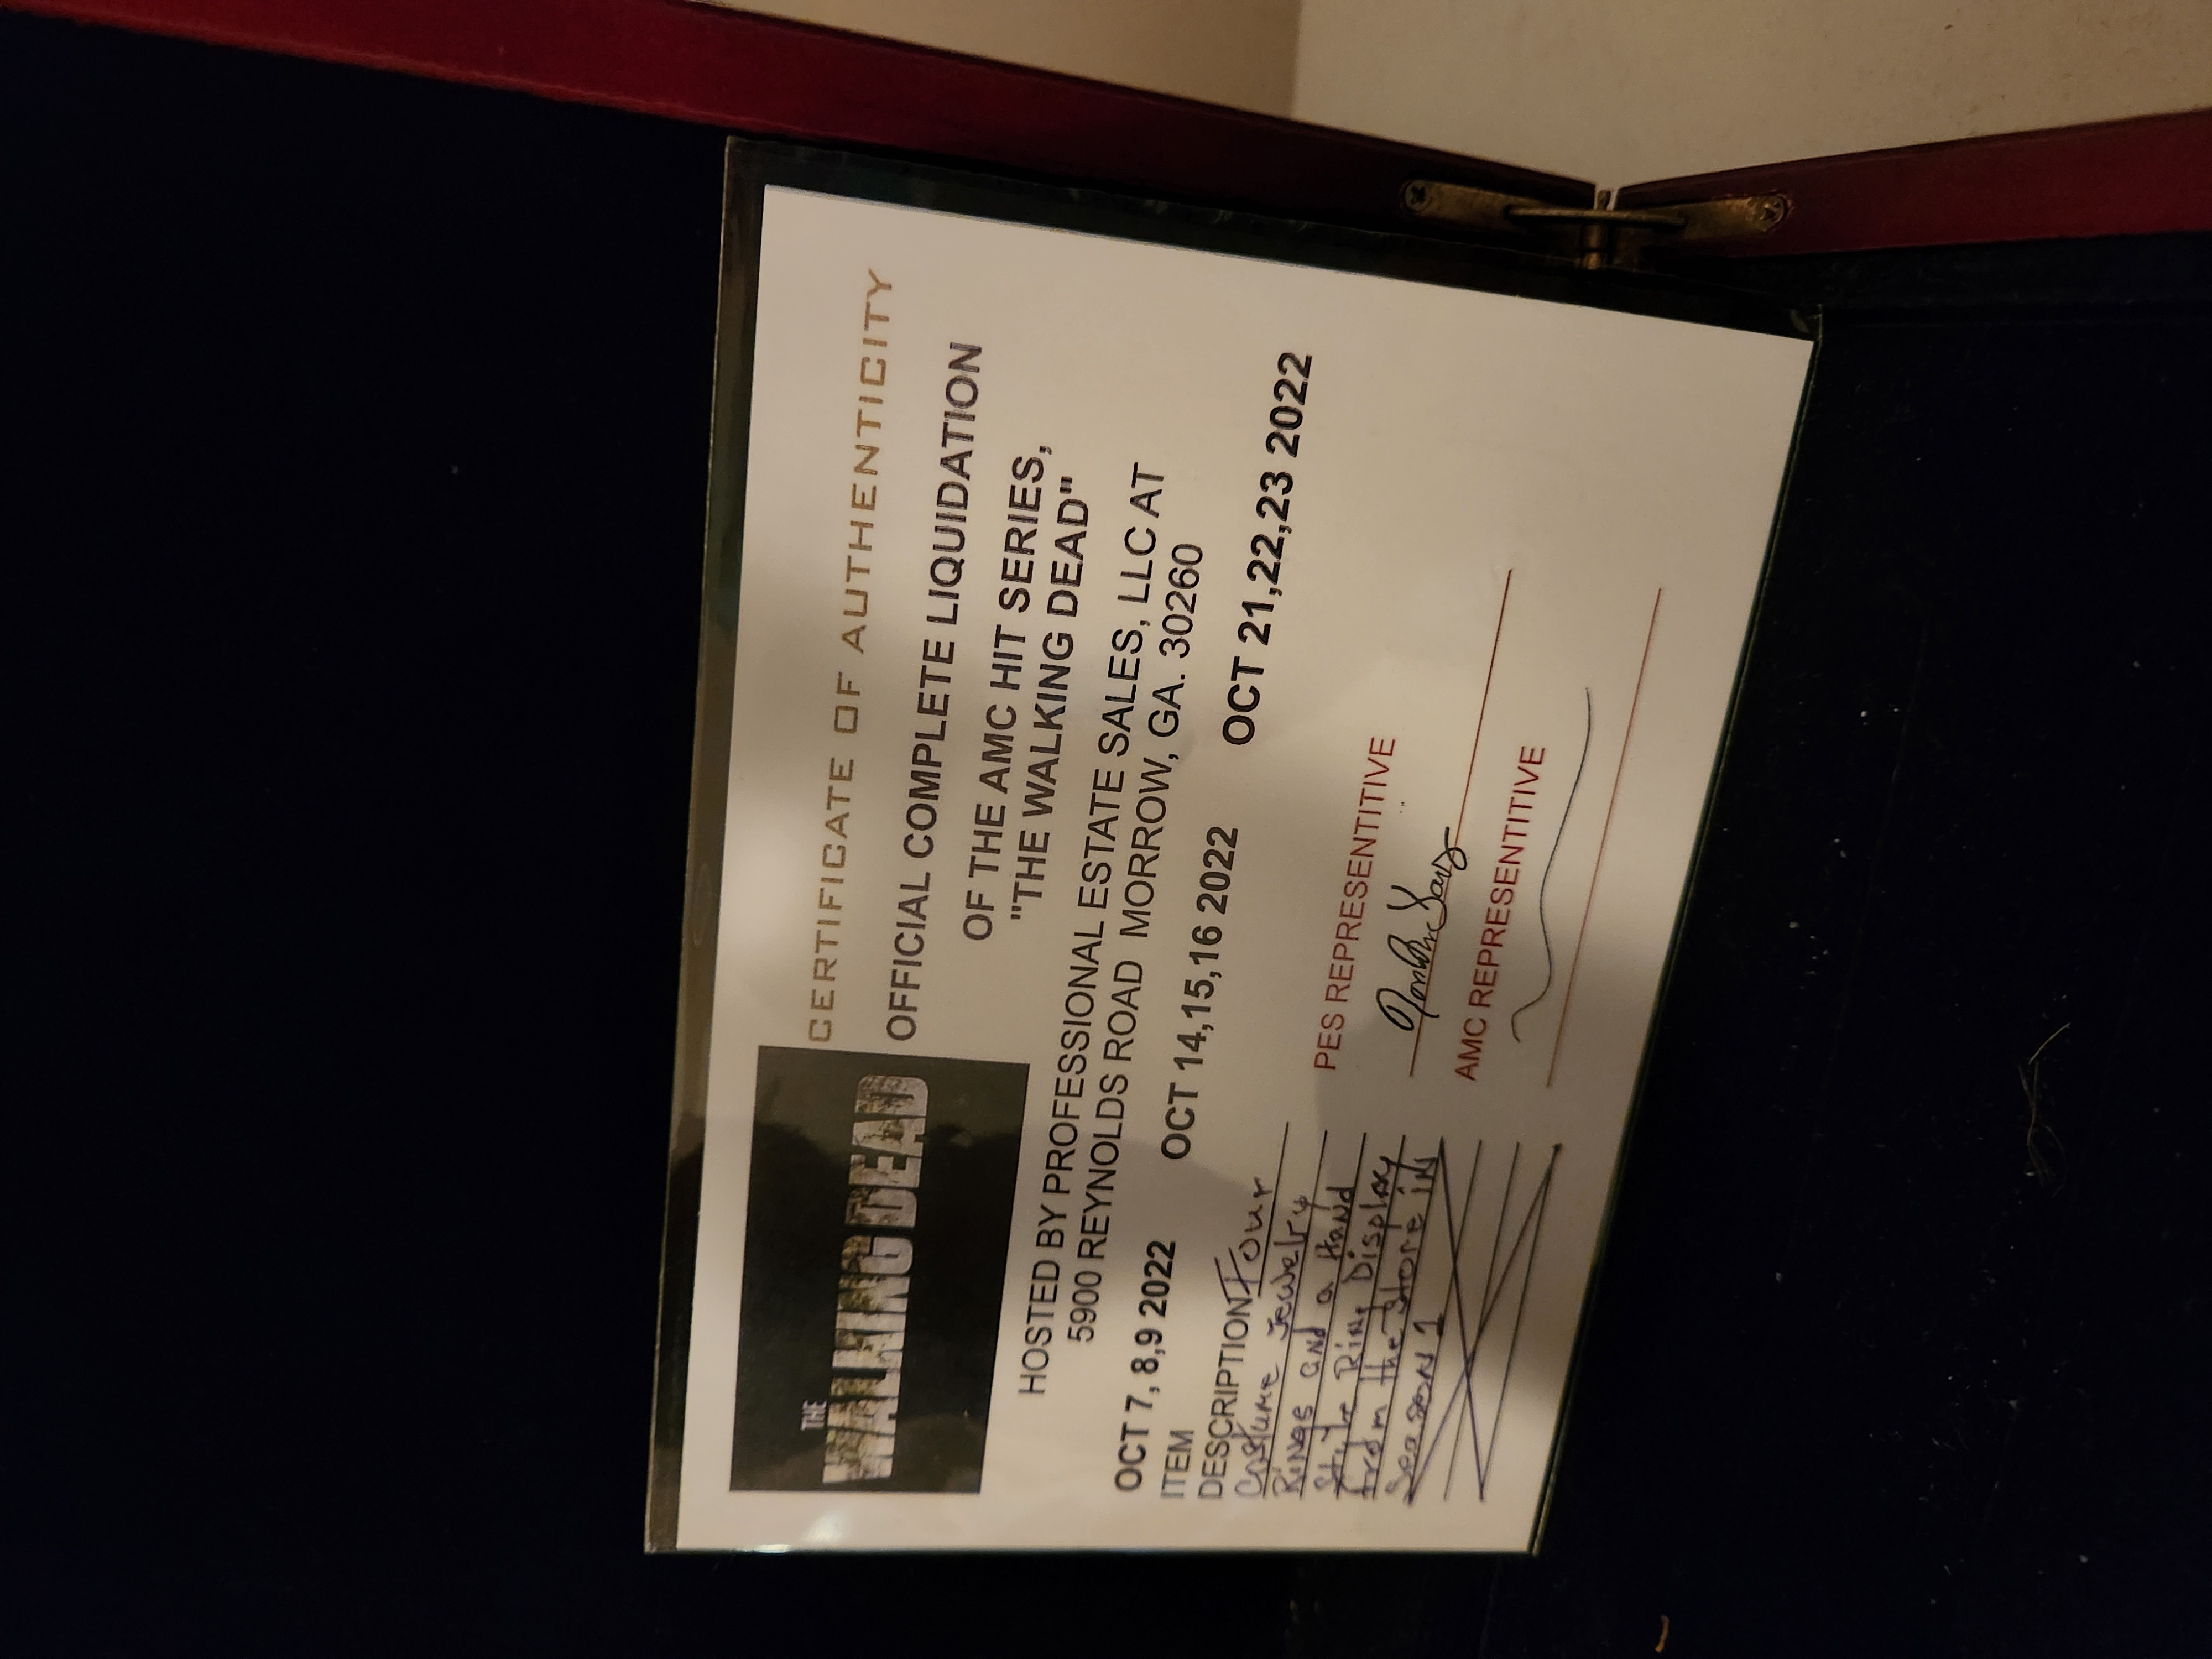 THE
WALKING DEAD
CERTIFICATE OF AUTHENTICITY
OFFICIAL COMPLETE LIQUIDATION
OF THE AMC HIT SERIES,
"THE WALKING DEAD"
HOSTED BY PROFESSIONAL ESTATE SALES, LLC AT
5900 REYNOLDS ROAD MORROW, GA. 30260
OCT 7, 8,9 2022 OCT 14,15,16 2022 OCT 21,22,23 2022
ITEM
DESCRIPTION Four
Costume Jewelry
Rings and a Hand
Style Ring Display
from the Store in
Season 1
PES REPRESENTITIVE
AMC REPRESENTITIVE